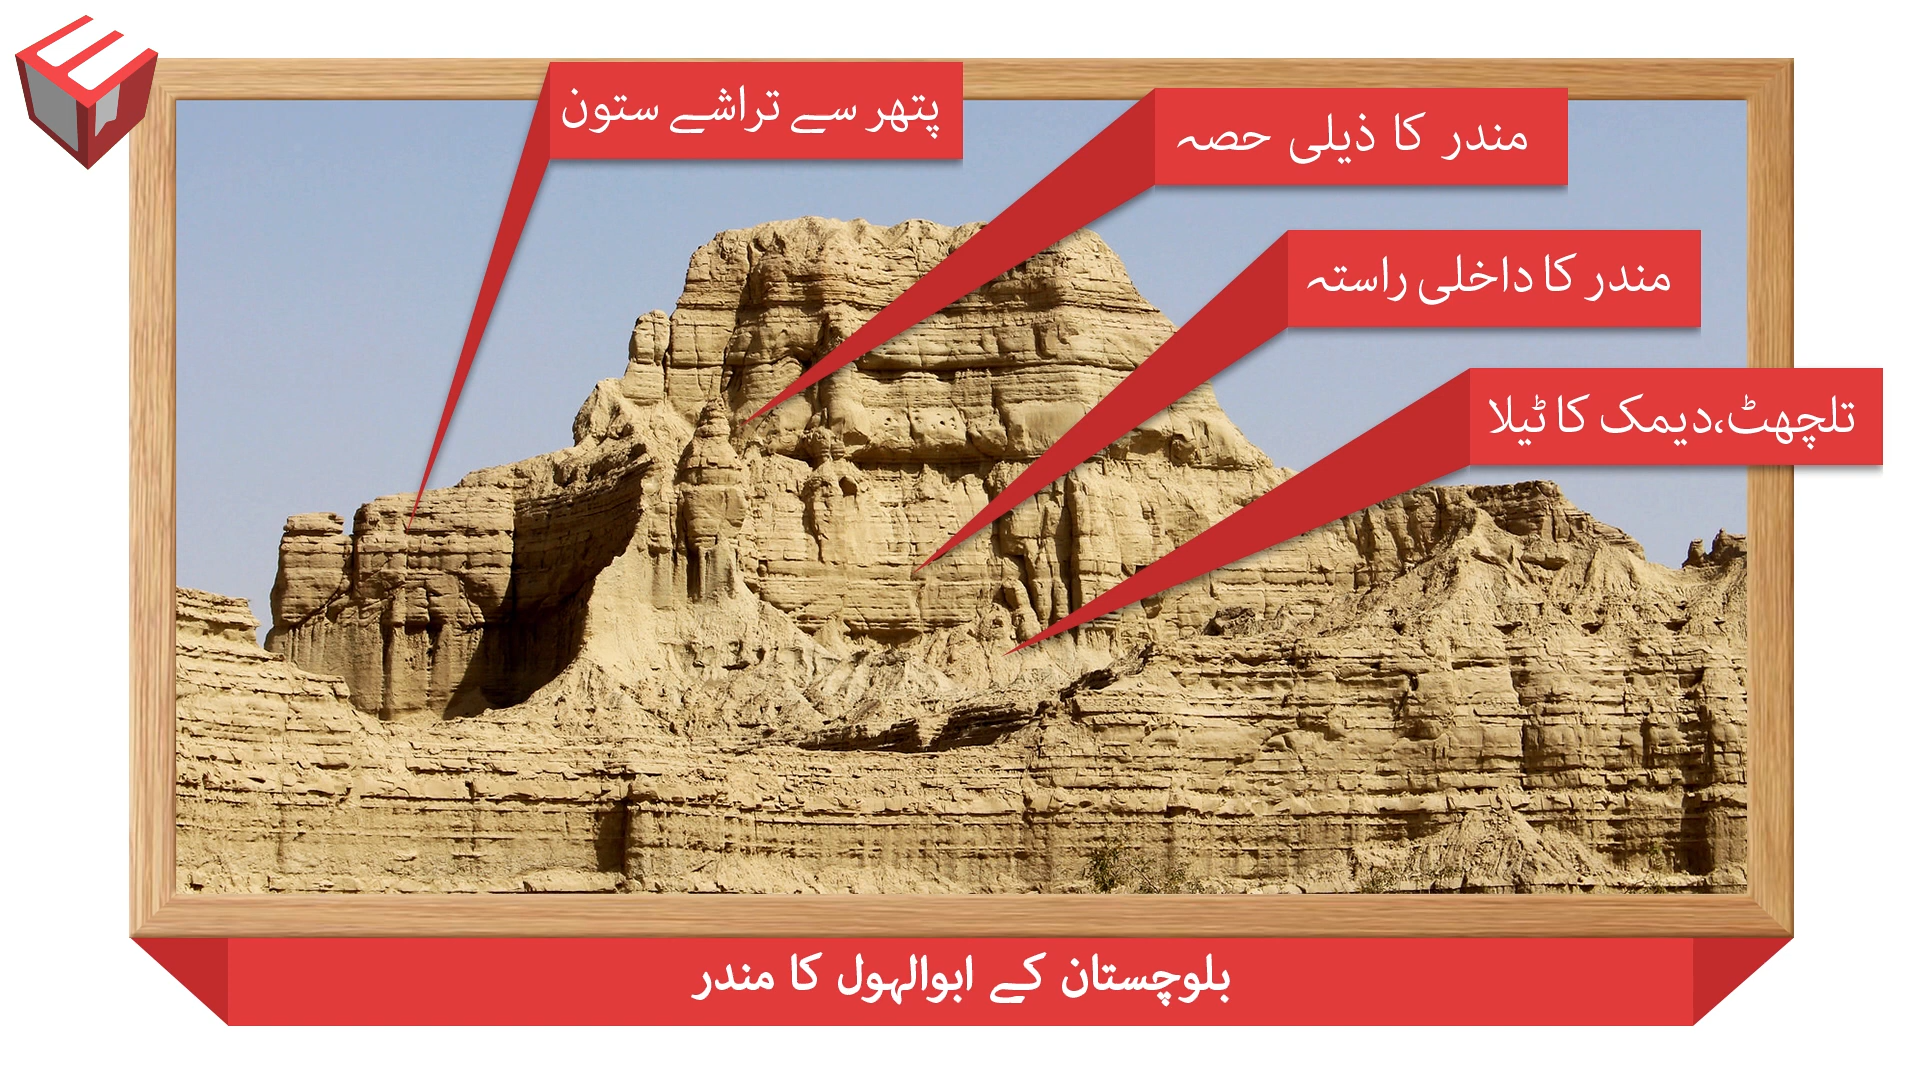 پتھر سے تراشے ستون
مندر کا ذیلی حصہ
مندر کا داخلی راستہ
تلچھٹ،دیمک کا ٹیلا
بلوچستان کے ابوالہول کا مندر